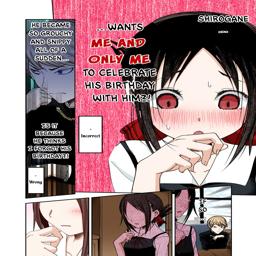 HE BECAME
SO GROUCHY
AND SNIPPY
ALL OF A
SUDDEN...
SHIROGANE
WANTS
ME AND
ONLY ME
TO CELEBRATE
HIS BIRTHDAY
WITH HIM?!
IS IT
BECAUSE
HE THINKS
I FORGOT HIS
BIRTHDAY?
Incorrect
Wrong